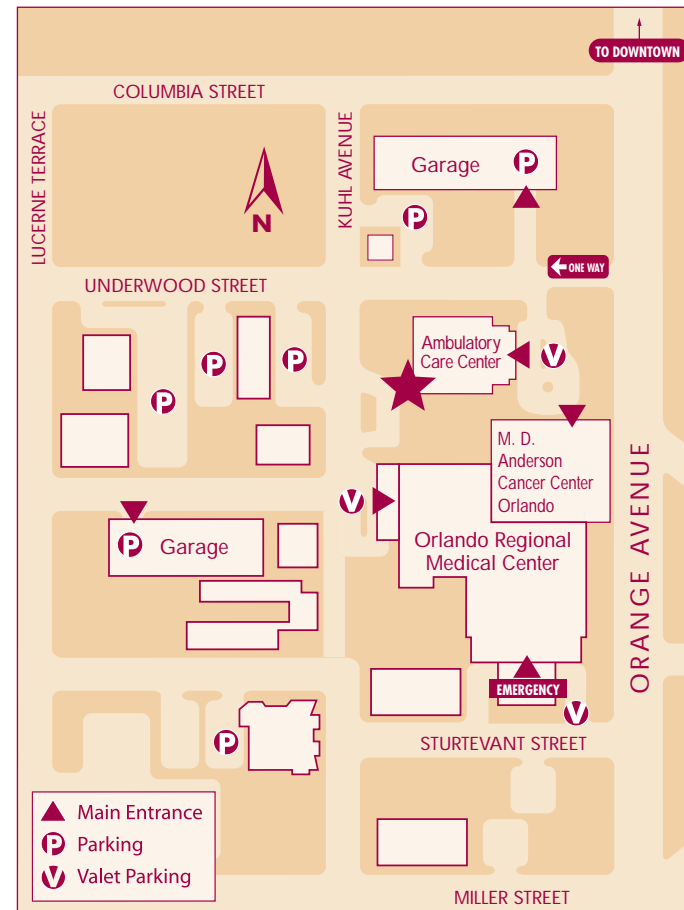 TO DOWNTOWN
COLUMBIA STREET
LUCERNE TERRACE
KUHL AVENUE
Garage P
P
N
ONE WAY
UNDERWOOD STREET
Ambulatory
Care Center
V
P
P
P
M. D.
Anderson
Cancer Center
Orlando
ORANGE AVENUE
V
P Garage
Orlando Regional
Medical Center
EMERGENCY
V
P
STURTEVANT STREET
Main Entrance
P Parking
V Valet Parking
MILLER STREET